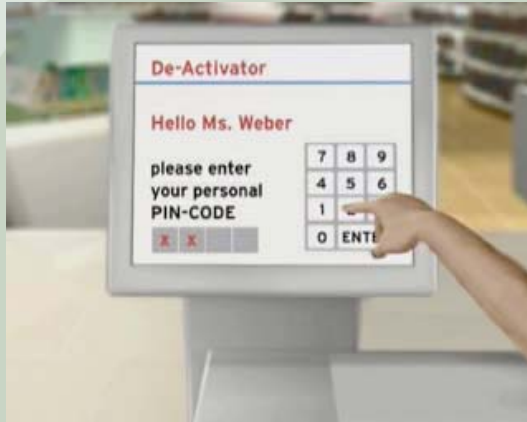 De-Activator
Hello Ms. Weber
please enter
your personal
PIN-CODE
X X
7 8 9
4 5 6
1
0 ENTE